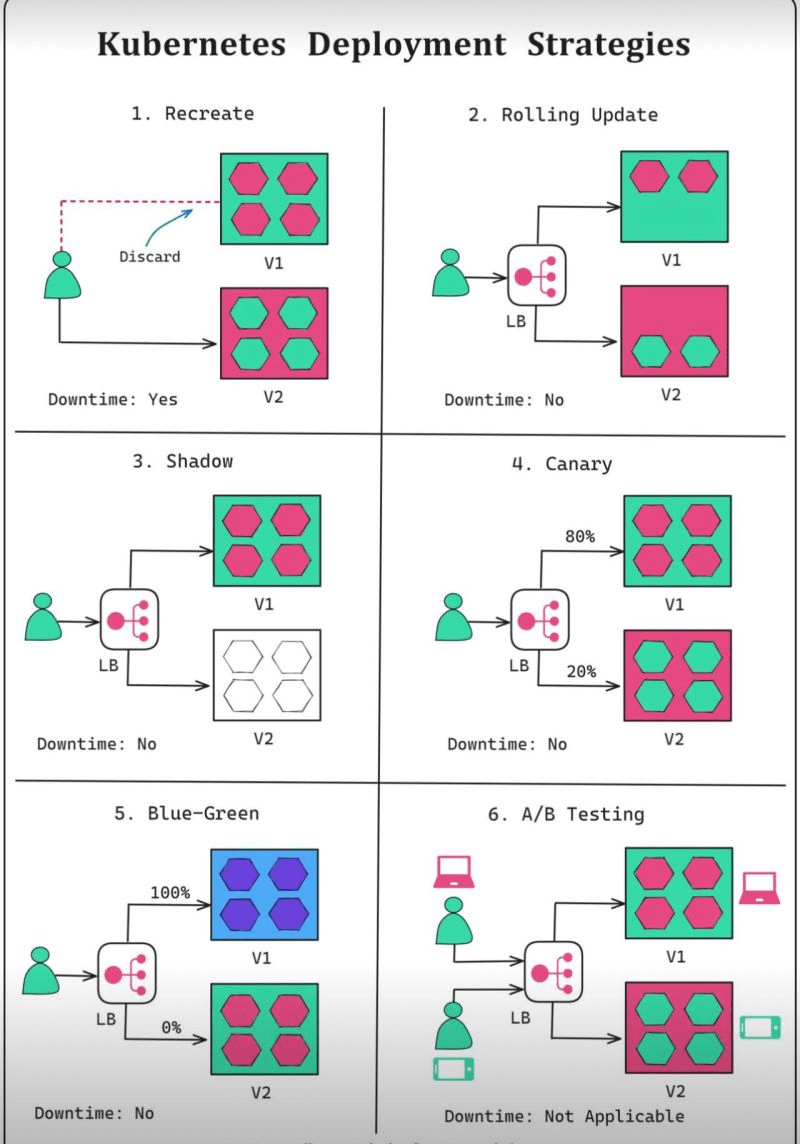 Kubernetes Deployment Strategies
1. Recreate
Discard
V1
V2
Downtime: Yes
2. Rolling Update
LB
V1
V2
Downtime: No
3. Shadow
LB
V1
V2
Downtime: No
4. Canary
80%
LB
20%
V1
V2
Downtime: No
5. Blue-Green
100%
LB
0%
V1
V2
Downtime: No
6. A/B Testing
LB
V1
V2
Downtime: Not Applicable